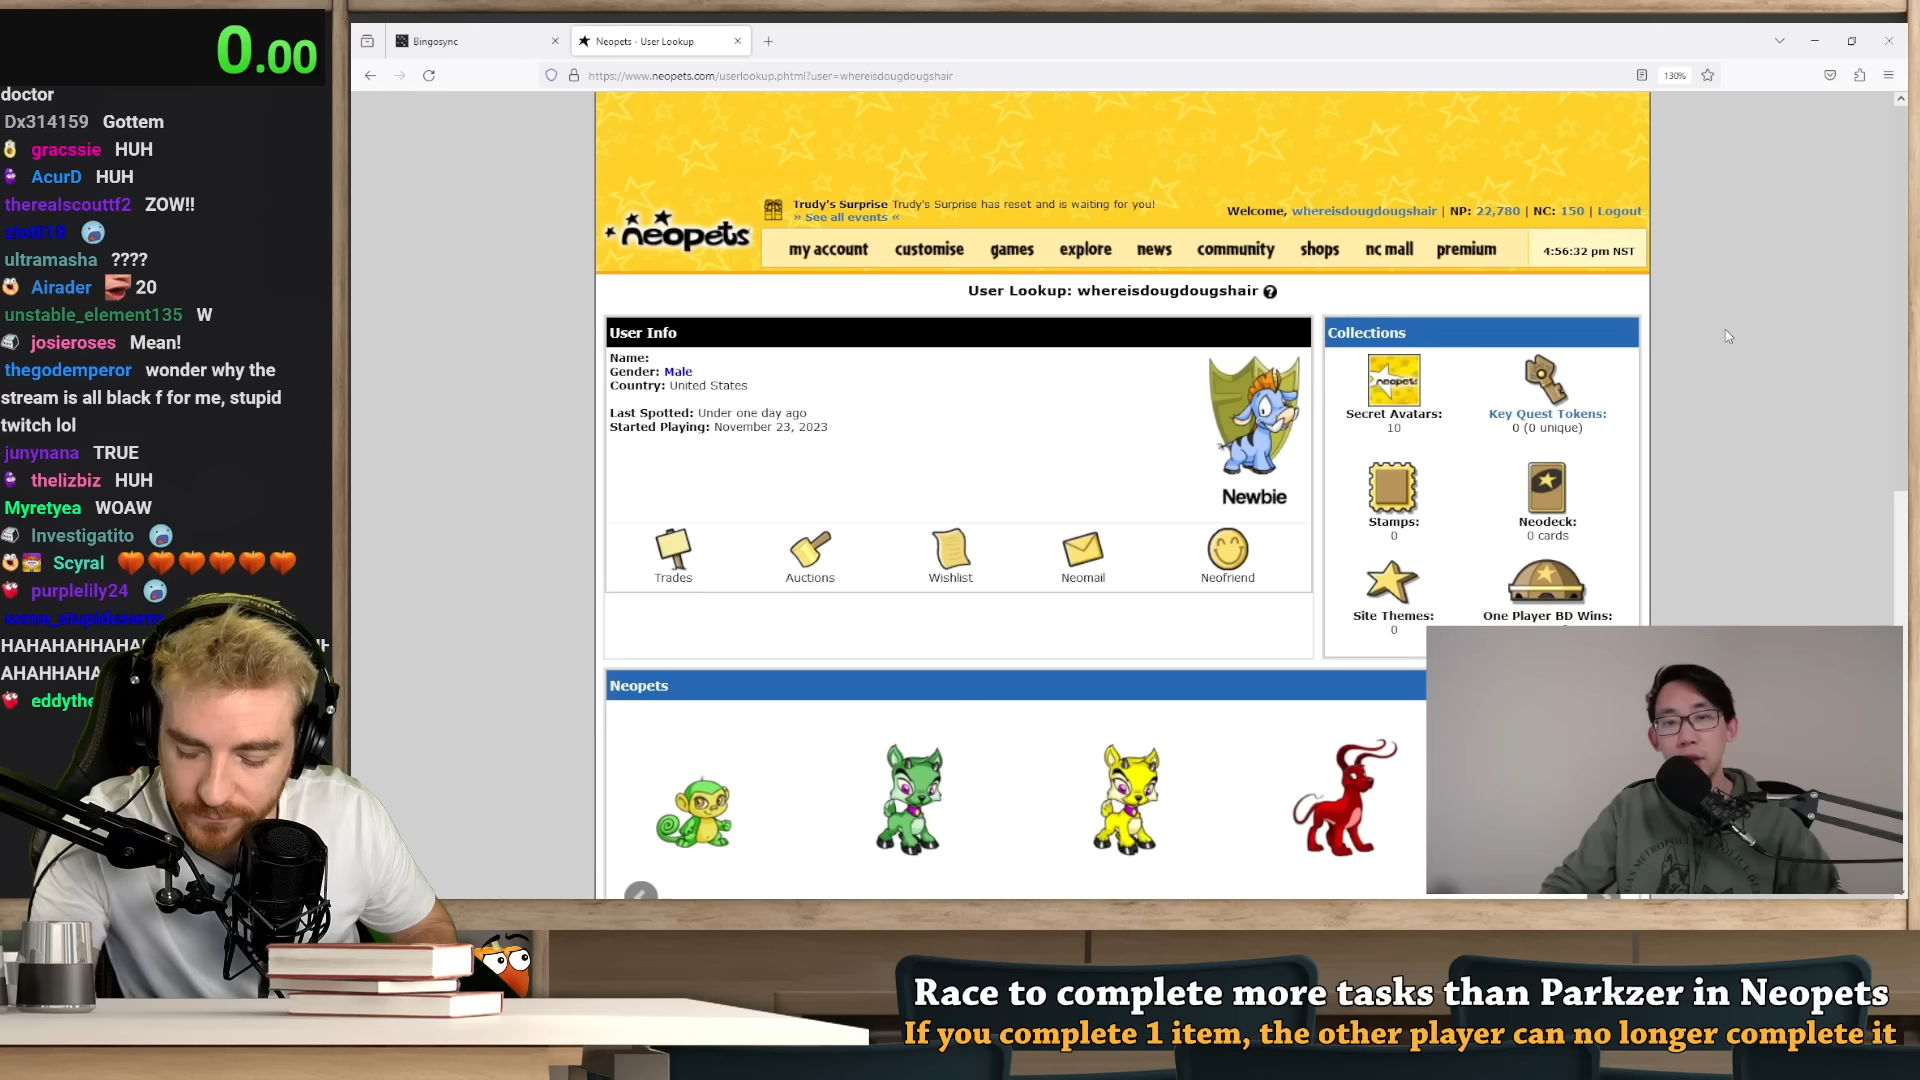 0.00
doctor
Dx314159 Gottem
gracssie HUH
AcurD HUH
therealscouttf2 ZOW!!
ziotil18
ultramasha ????
Airader 20
unstable_element135 W
josieroses Mean!
thegodemperor wonder why the
stream is all black f for me, stupid
twitch lol
junynana TRUE
thelizbiz HUH
Myretyea WOAW
Investigatito
Scyral
purplelily24
HAHAHAHHAHA
AHAHHAHA
eddythe
Bingosync
Neopets - User Lookup
https://www.neopets.com/userlookup.phtml?user=whereisdougdougshair
130%
Trudy's Surprise Trudy's Surprise has reset and is waiting for you!
» See all events «
Welcome, whereisdougdougshair | NP: 22,780 | NC: 150 | Logout
neopets
my account customise games explore news community shops nc mall premium 4:56:32 pm NST
User Lookup: whereisdougdougshair ?
User Info
Name:
Gender: Male
Country: United States
Last Spotted: Under one day ago
Started Playing: November 23, 2023
Newbie
Trades Auctions Wishlist Neomail Neofriend
Collections
neopets
Secret Avatars: Key Quest Tokens:
10 0 (0 unique)
Stamps: Neodeck:
0 0 cards
Site Themes: One Player BD Wins:
0
Neopets
Race to complete more tasks than Parkzer in Neopets
If you complete 1 item, the other player can no longer complete it